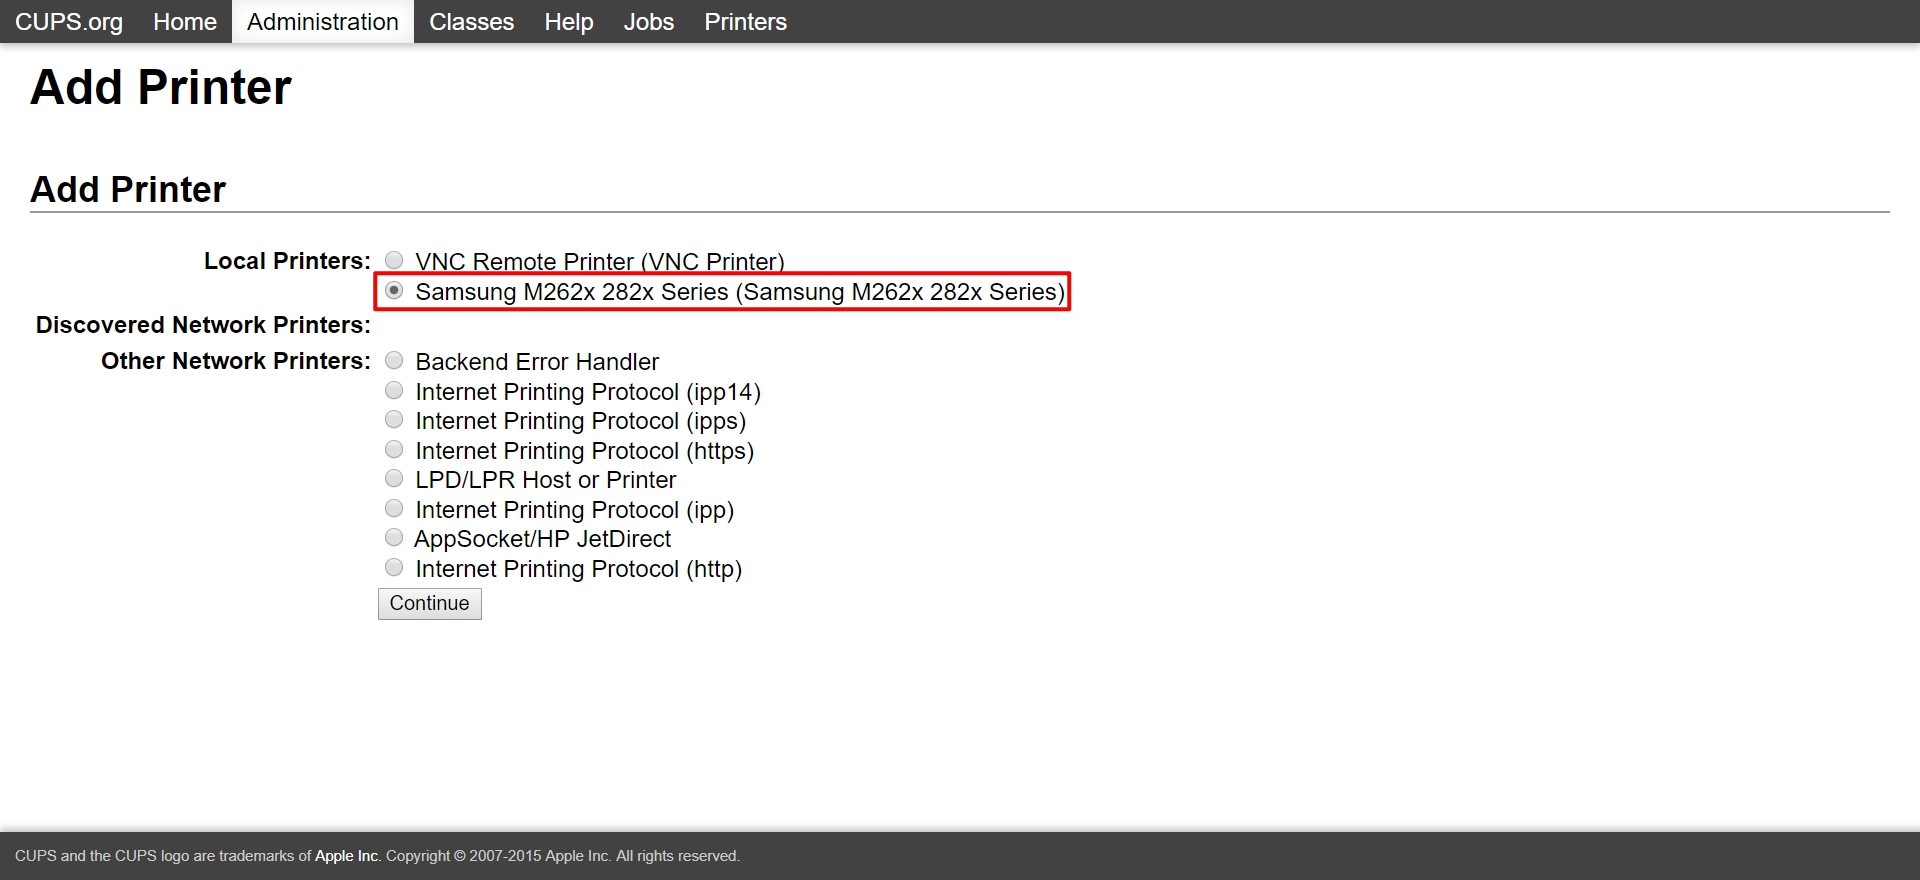 CUPS.org Home Administration Classes Help Jobs Printers
Add Printer
Add Printer
Local Printers: VNC Remote Printer (VNC Printer)
Samsung M262x 282x Series (Samsung M262x 282x Series)
Discovered Network Printers:
Other Network Printers: Backend Error Handler
Internet Printing Protocol (ipp14)
Internet Printing Protocol (ipps)
Internet Printing Protocol (https)
LPD/LPR Host or Printer
Internet Printing Protocol (ipp)
AppSocket/HP JetDirect
Internet Printing Protocol (http)
Continue
CUPS and the CUPS logo are trademarks of Apple Inc. Copyright © 2007-2015 Apple Inc. All rights reserved.